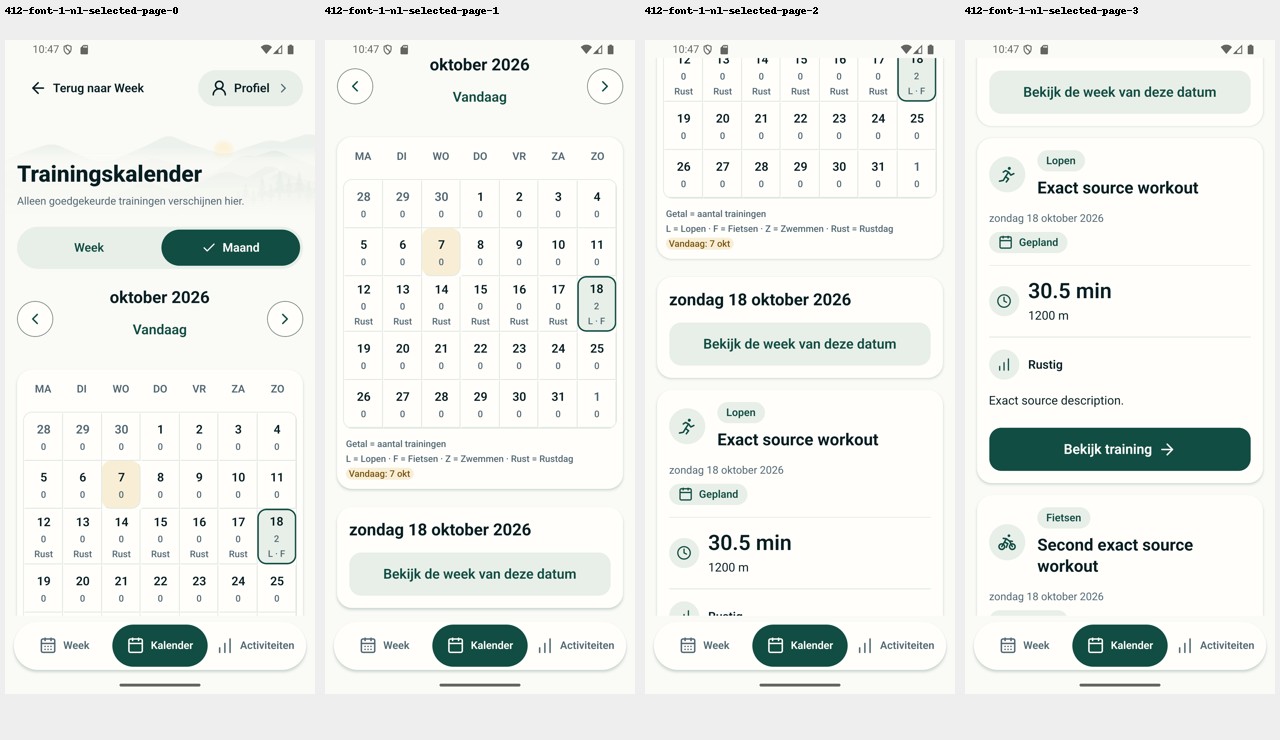 412-font-1-nl-selected-page-0
10:47
Terug naar Week
Profiel
Trainingskalender
Alleen goedgekeurde trainingen verschijnen hier.
Week
Maand
oktober 2026
Vandaag
MA DI WO DO VR ZA ZO
28 29 30 1 2 3 4
0 0 0 0 0 0 0
5 6 7 8 9 10 11
0 0 0 0 0 0 0
12 13 14 15 16 17 18
0 0 0 0 0 0 2
Rust Rust Rust Rust Rust Rust L · F
19 20 21 22 23 24 25
0 0 0 0 0 0 0
Week
Kalender
Activiteiten
412-font-1-nl-selected-page-1
10:47
oktober 2026
Vandaag
MA DI WO DO VR ZA ZO
28 29 30 1 2 3 4
0 0 0 0 0 0 0
5 6 7 8 9 10 11
0 0 0 0 0 0 0
12 13 14 15 16 17 18
0 0 0 0 0 0 2
Rust Rust Rust Rust Rust Rust L · F
19 20 21 22 23 24 25
0 0 0 0 0 0 0
26 27 28 29 30 31 1
0 0 0 0 0 0 0
Getal = aantal trainingen
L = Lopen · F = Fietsen · Z = Zwemmen · Rust = Rustdag
Vandaag: 7 okt
zondag 18 oktober 2026
Bekijk de week van deze datum
Week
Kalender
Activiteiten
412-font-1-nl-selected-page-2
10:47
12 13 14 15 16 17 18
0 0 0 0 0 0 2
Rust Rust Rust Rust Rust Rust L · F
19 20 21 22 23 24 25
0 0 0 0 0 0 0
26 27 28 29 30 31 1
0 0 0 0 0 0 0
Getal = aantal trainingen
L = Lopen · F = Fietsen · Z = Zwemmen · Rust = Rustdag
Vandaag: 7 okt
zondag 18 oktober 2026
Bekijk de week van deze datum
Lopen
Exact source workout
zondag 18 oktober 2026
Gepland
30.5 min
1200 m
Rustig
Week
Kalender
Activiteiten
412-font-1-nl-selected-page-3
10:47
Bekijk de week van deze datum
Lopen
Exact source workout
zondag 18 oktober 2026
Gepland
30.5 min
1200 m
Rustig
Exact source description.
Bekijk training
Fietsen
Second exact source
workout
zondag 18 oktober 2026
Week
Kalender
Activiteiten